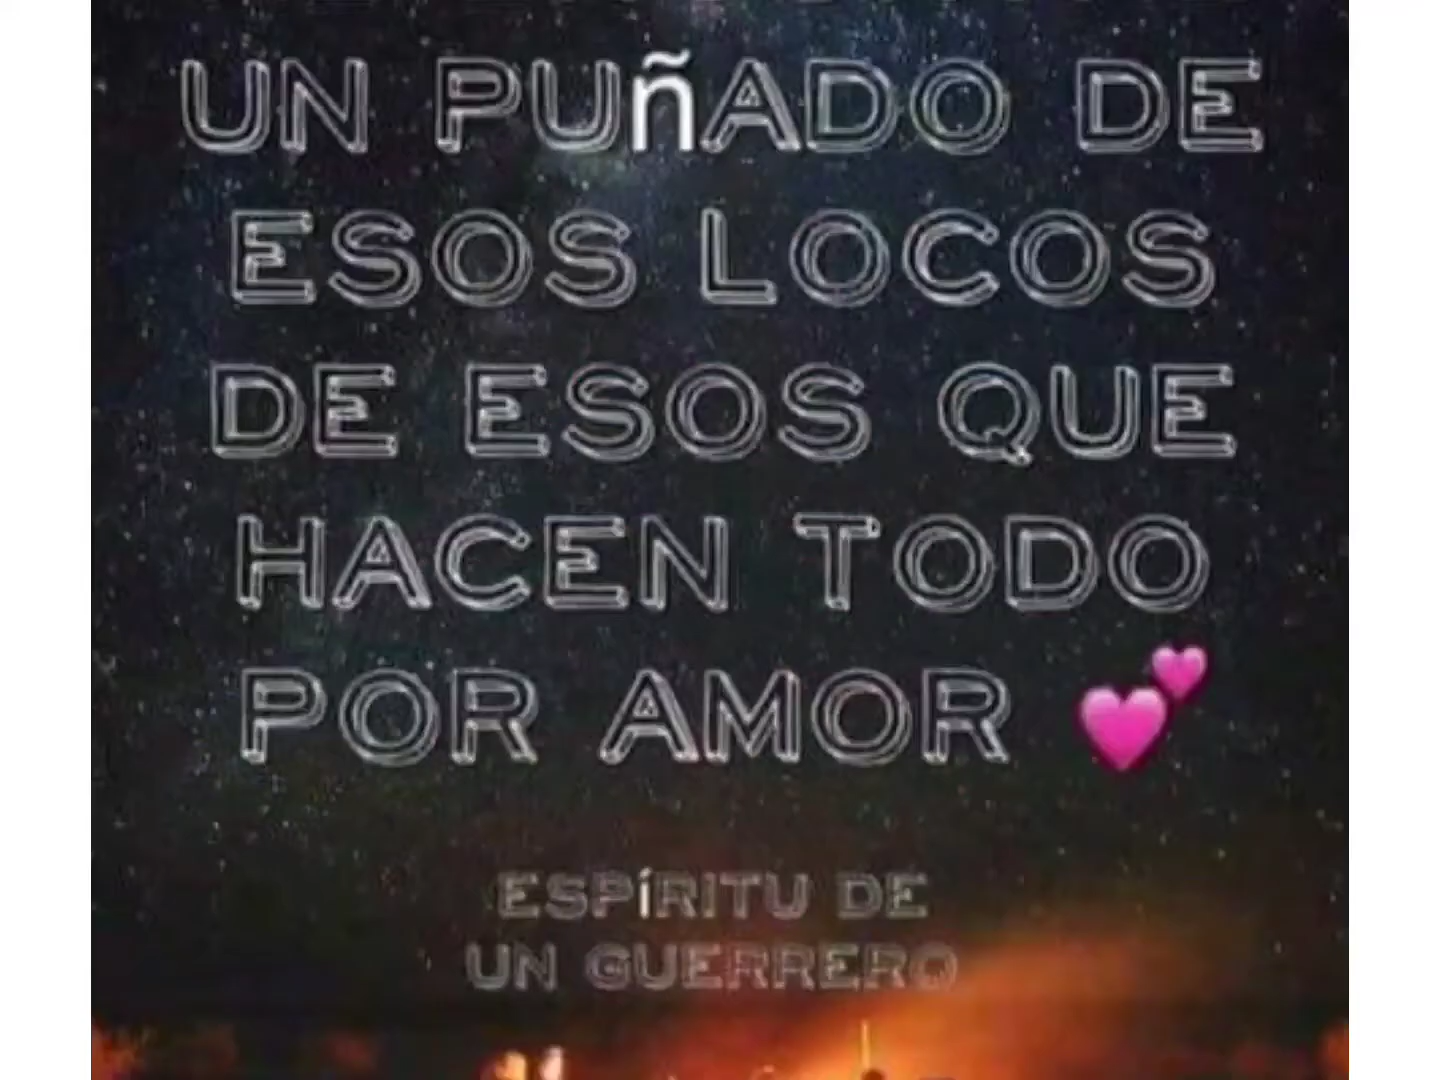 UN PUñADO DE
ESOS LOCOS
DE ESOS QUE
HACEN TODO
POR AMOR 💕
ESPíRITU DE
UN GUERRERO